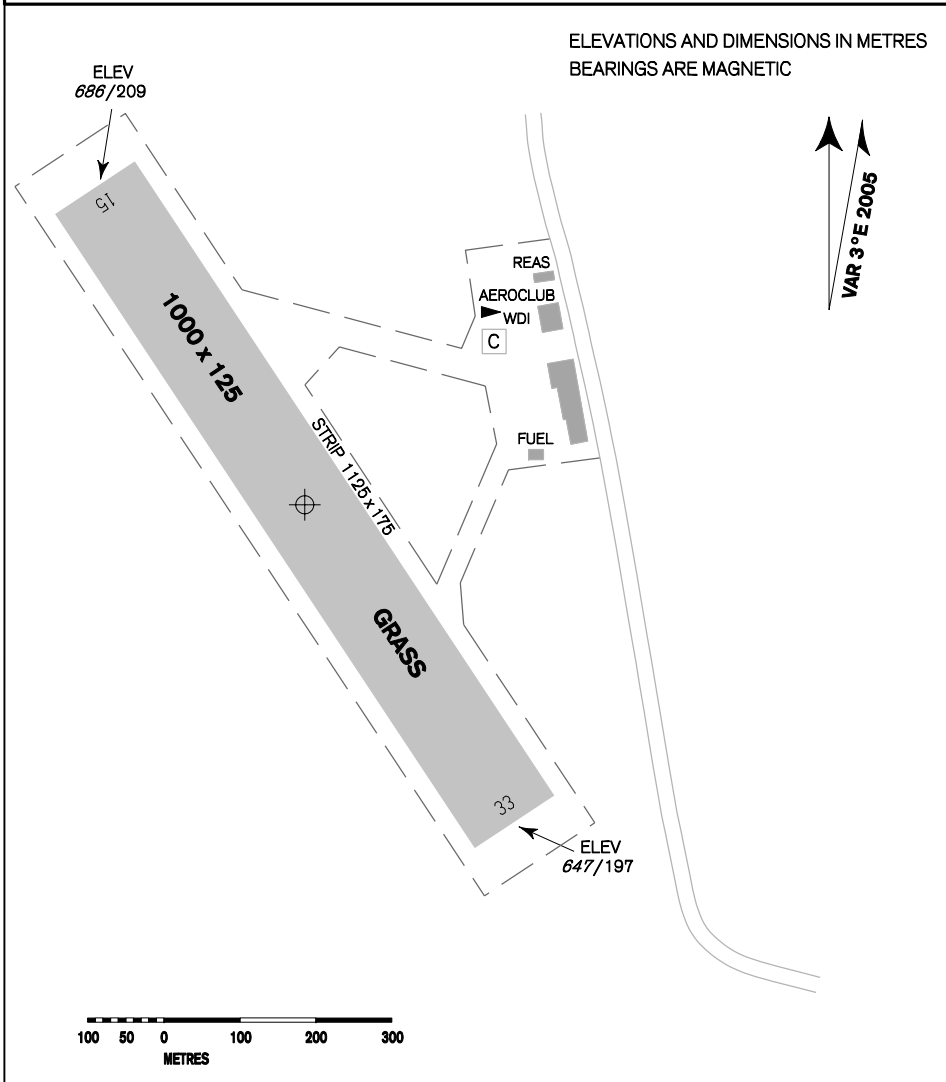 ELEVATIONS AND DIMENSIONS IN METRES
BEARINGS ARE MAGNETIC
ELEV
686/209
VAR 3°E 2005
15
REAS
AEROCLUB
WDI
C
1000 x 125
STRIP 1125 x 175
FUEL
GRASS
33
ELEV
647/197
100 50 0 100 200 300
METRES